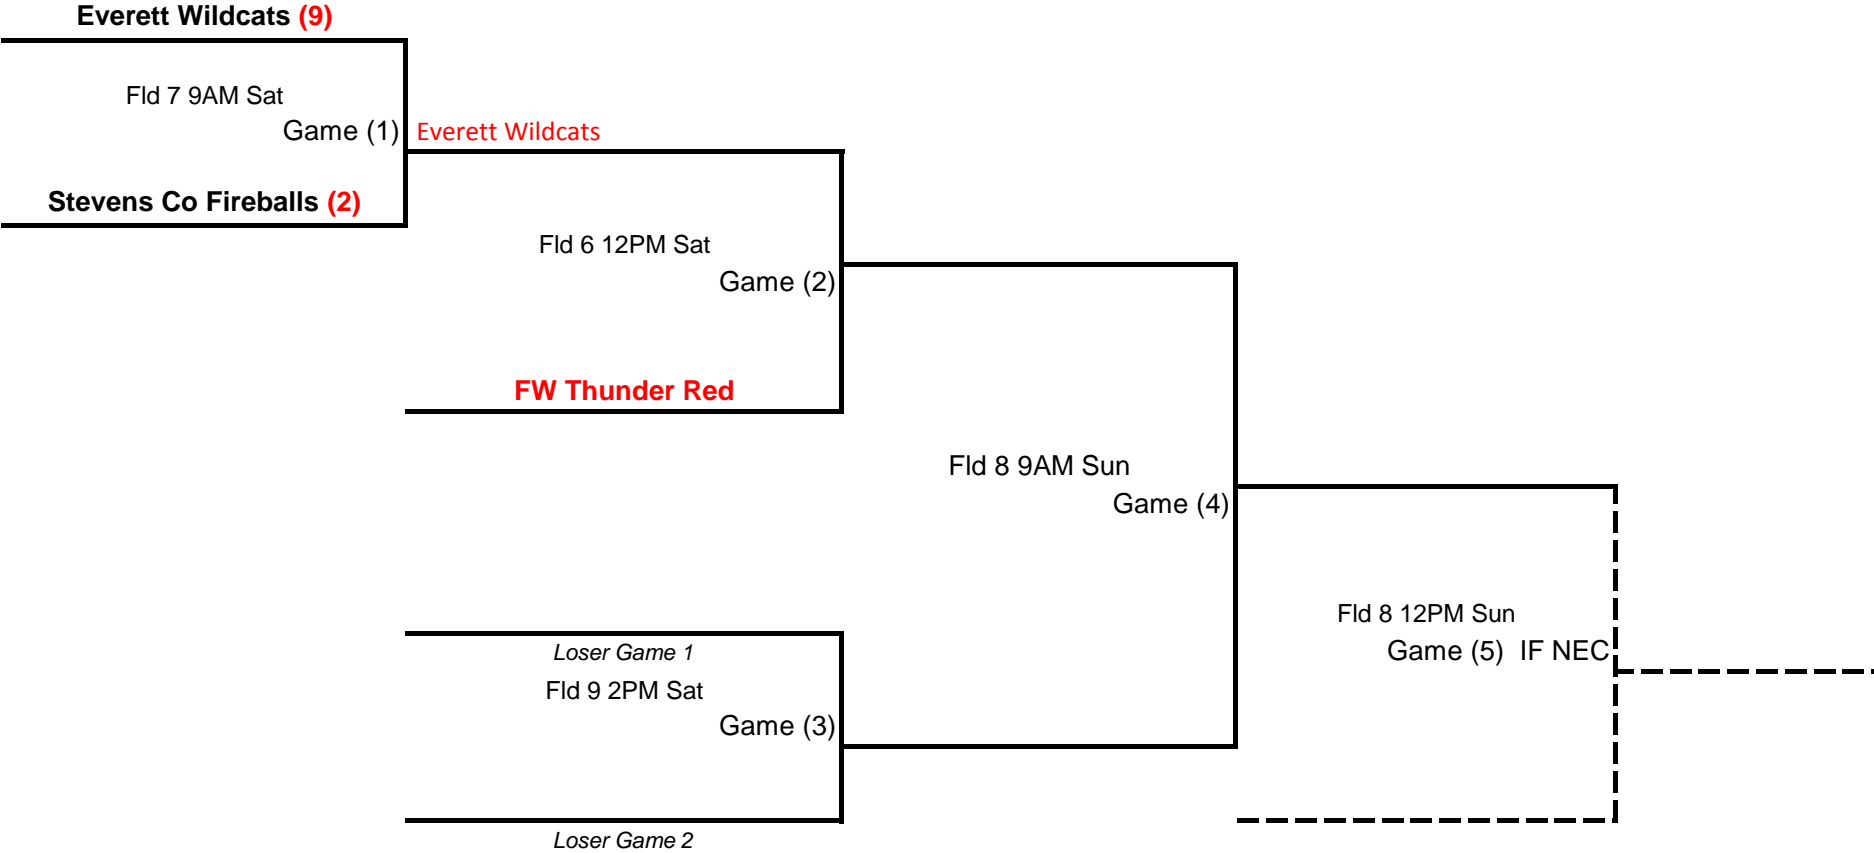 Everett Wildcats (9)
Fld 7 9AM Sat
Game (1)
Everett Wildcats
Stevens Co Fireballs (2)
Fld 6 12PM Sat
Game (2)
FW Thunder Red
Fld 8 9AM Sun
Game (4)
Fld 8 12PM Sun
Game (5) IF NEC
Loser Game 1
Fld 9 2PM Sat
Game (3)
Loser Game 2